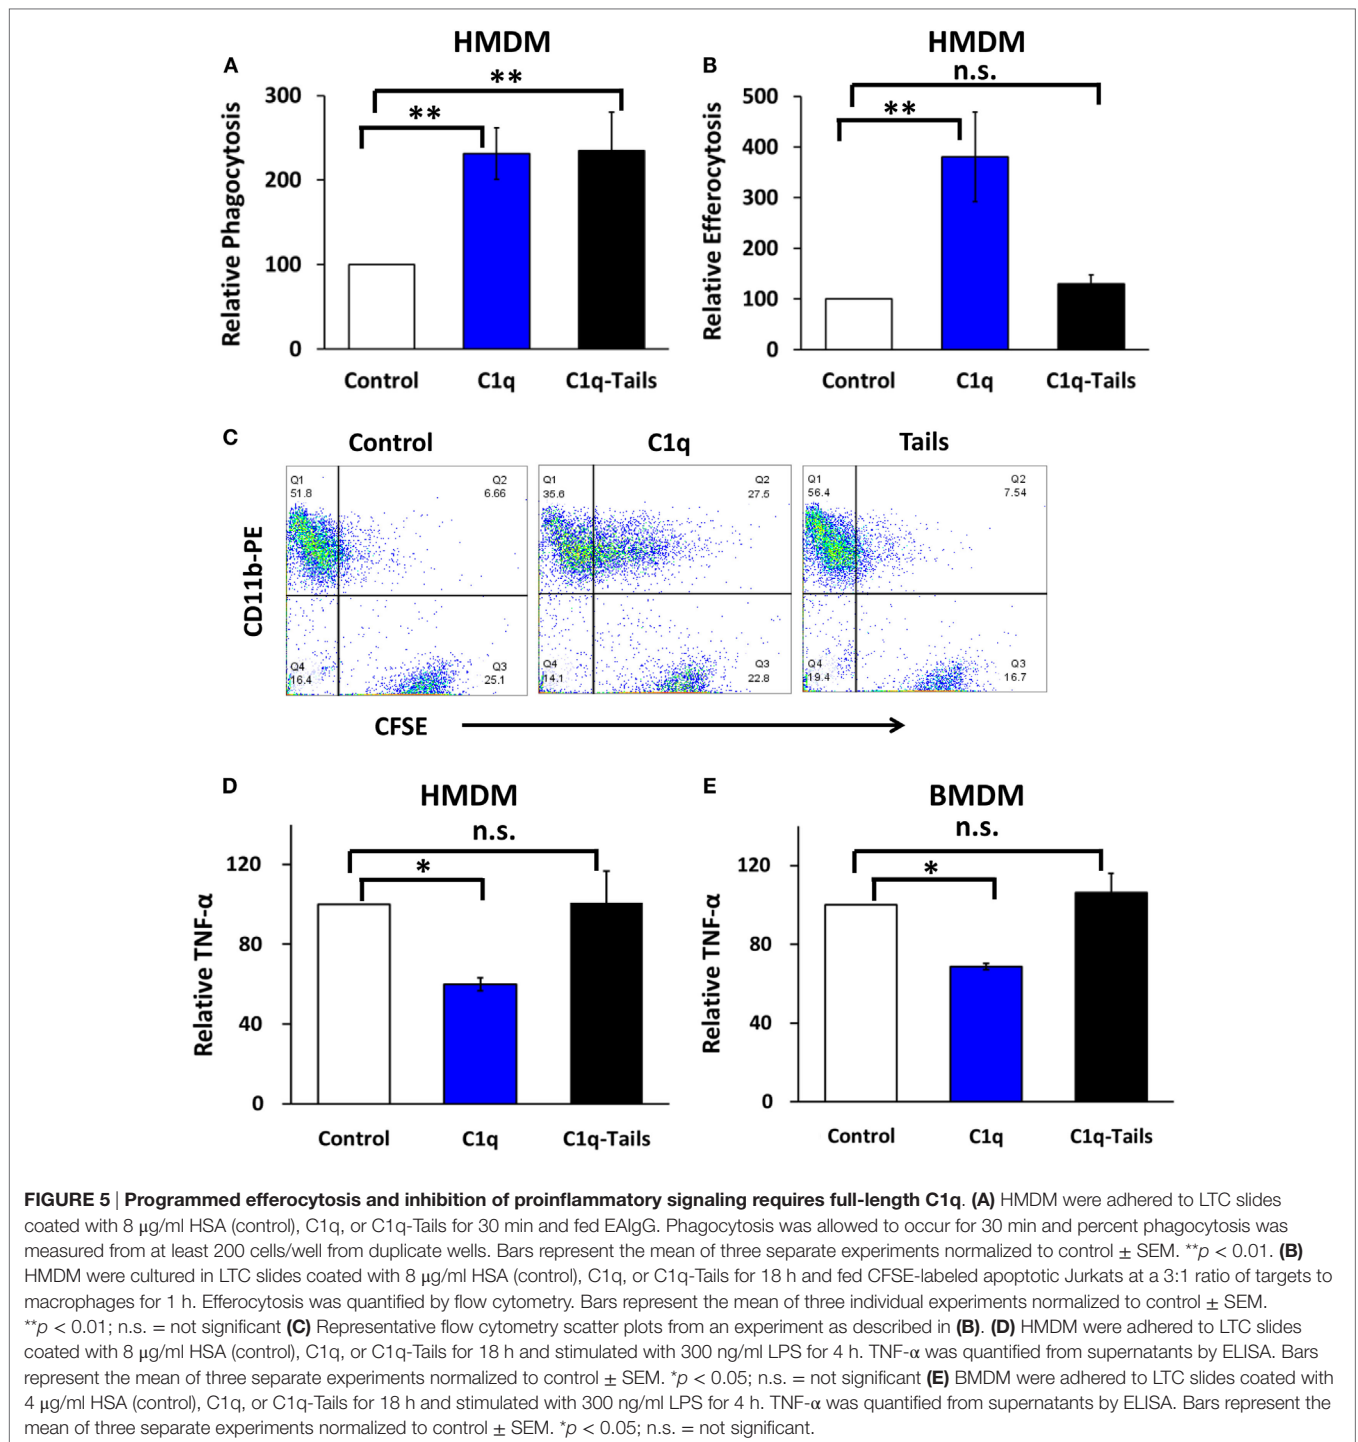 HMDM
A
**
**
300
200
100
0
Relative Phagocytosis
Control C1q C1q-Tails
HMDM
B
n.s.
**
500
400
300
200
100
0
Relative Efferocytosis
Control C1q C1q-Tails
C
Control C1q Tails
Q1
51.8
Q2
6.66
Q4
16.4
Q3
25.1
Q1
35.6
Q2
27.5
Q4
14.1
Q3
22.8
Q1
56.4
Q2
7.54
Q4
19.4
Q3
16.7
CD11b-PE
CFSE
D
HMDM
n.s.
*
120
80
40
0
Relative TNF-α
Control C1q C1q-Tails
E
BMDM
n.s.
*
120
80
40
0
Relative TNF-α
Control C1q C1q-Tails
FIGURE 5 | Programmed efferocytosis and inhibition of proinflammatory signaling requires full-length C1q. (A) HMDM were adhered to LTC slides
coated with 8 μg/ml HSA (control), C1q, or C1q-Tails for 30 min and fed EAIgG. Phagocytosis was allowed to occur for 30 min and percent phagocytosis was
measured from at least 200 cells/well from duplicate wells. Bars represent the mean of three separate experiments normalized to control ± SEM. **p < 0.01. (B)
HMDM were cultured in LTC slides coated with 8 μg/ml HSA (control), C1q, or C1q-Tails for 18 h and fed CFSE-labeled apoptotic Jurkats at a 3:1 ratio of targets to
macrophages for 1 h. Efferocytosis was quantified by flow cytometry. Bars represent the mean of three individual experiments normalized to control ± SEM.
**p < 0.01; n.s. = not significant (C) Representative flow cytometry scatter plots from an experiment as described in (B). (D) HMDM were adhered to LTC slides
coated with 8 μg/ml HSA (control), C1q, or C1q-Tails for 18 h and stimulated with 300 ng/ml LPS for 4 h. TNF-α was quantified from supernatants by ELISA. Bars
represent the mean of three separate experiments normalized to control ± SEM. *p < 0.05; n.s. = not significant (E) BMDM were adhered to LTC slides coated with
4 μg/ml HSA (control), C1q, or C1q-Tails for 18 h and stimulated with 300 ng/ml LPS for 4 h. TNF-α was quantified from supernatants by ELISA. Bars represent the
mean of three separate experiments normalized to control ± SEM. *p < 0.05; n.s. = not significant.